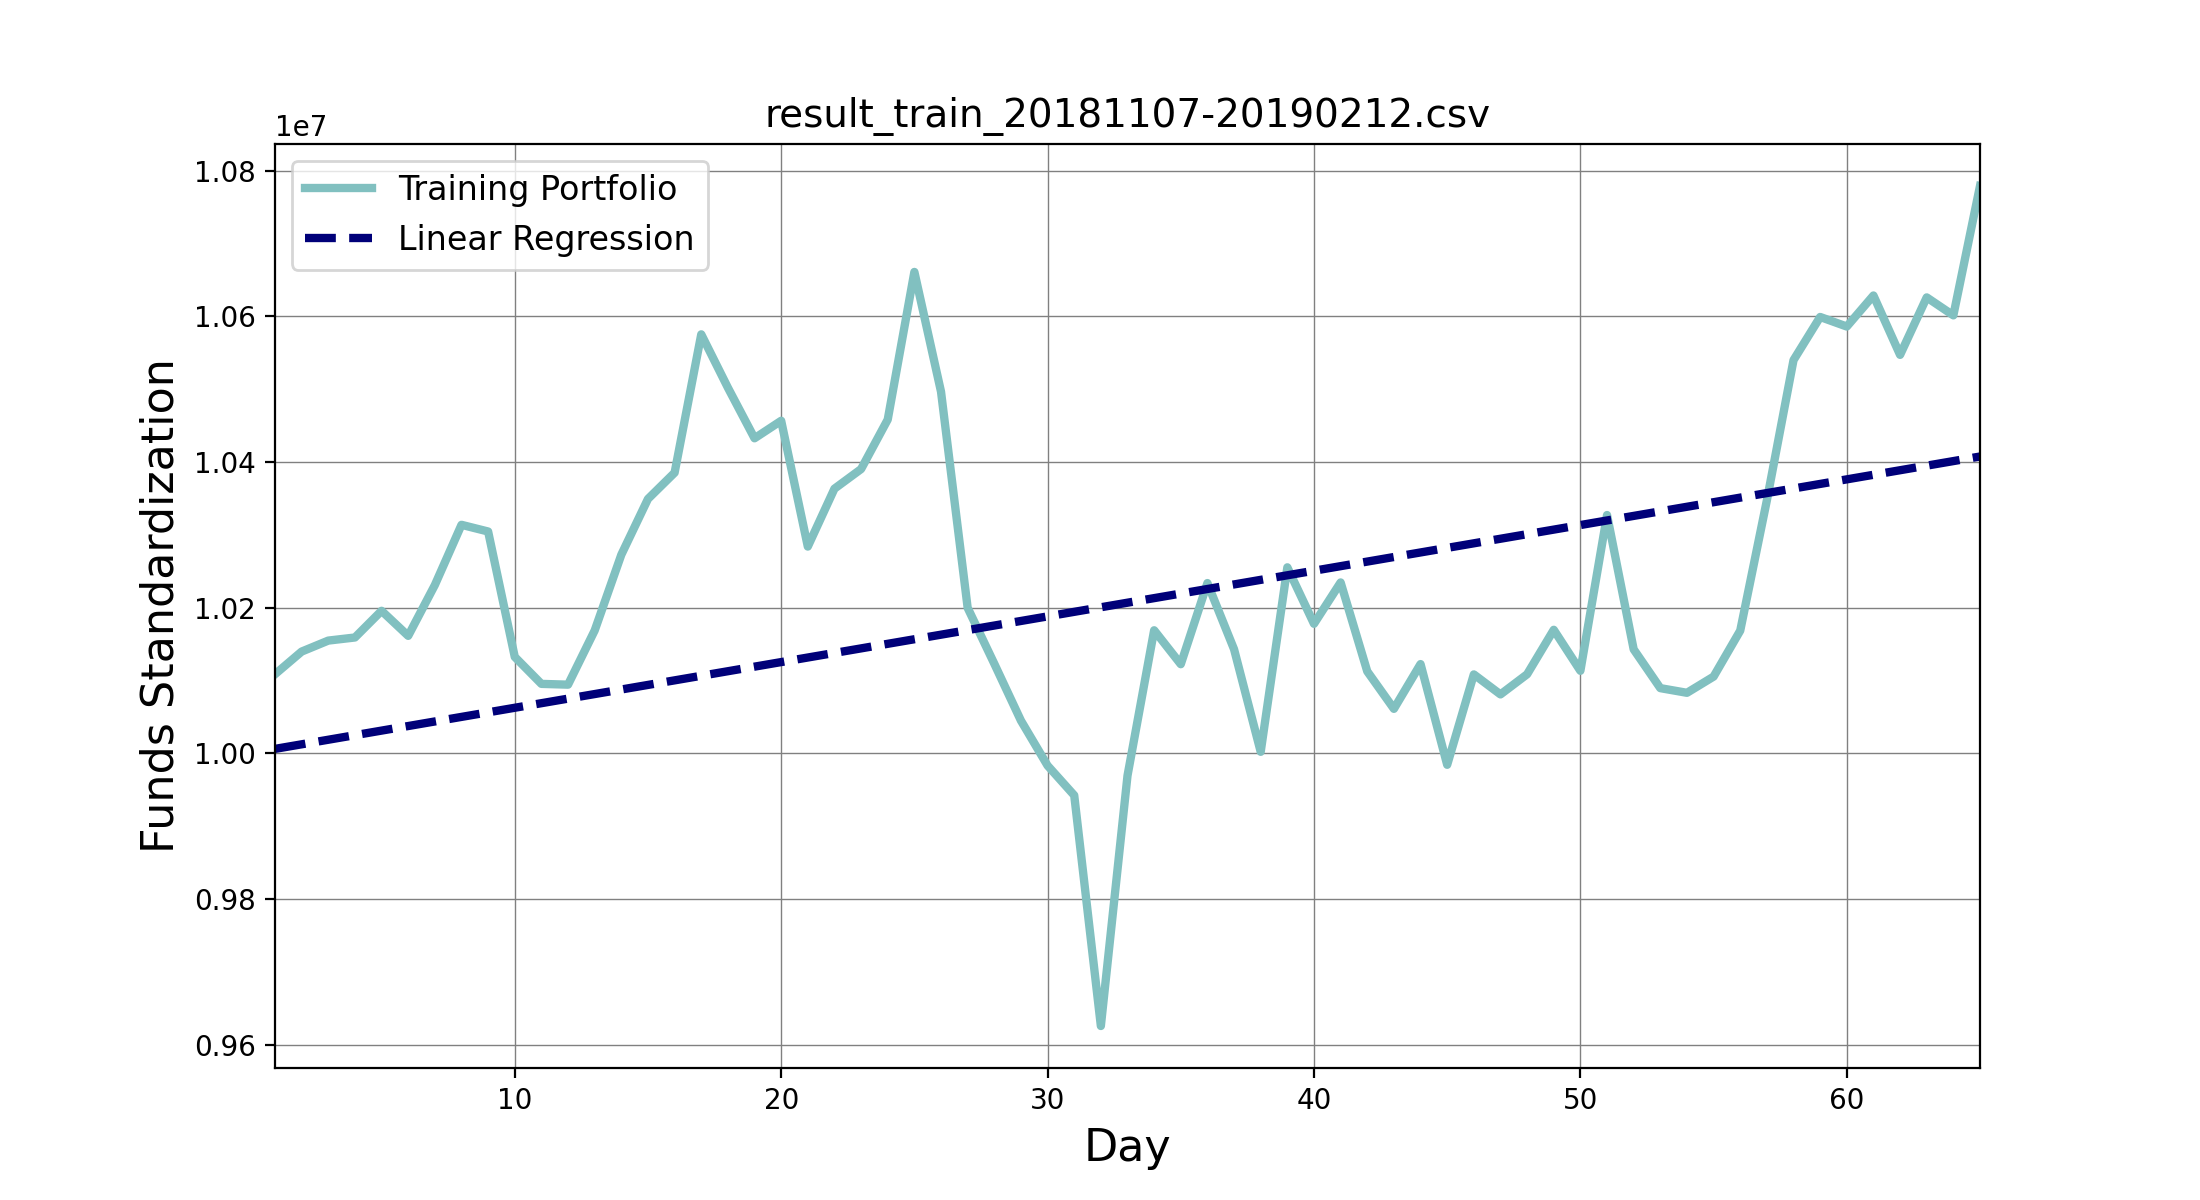 result_train_20181107-20190212.csv
1e7
Training Portfolio
Linear Regression
1.08
1.06
1.04
1.02
1.00
0.98
0.96
Funds Standardization
10 20 30 40 50 60
Day